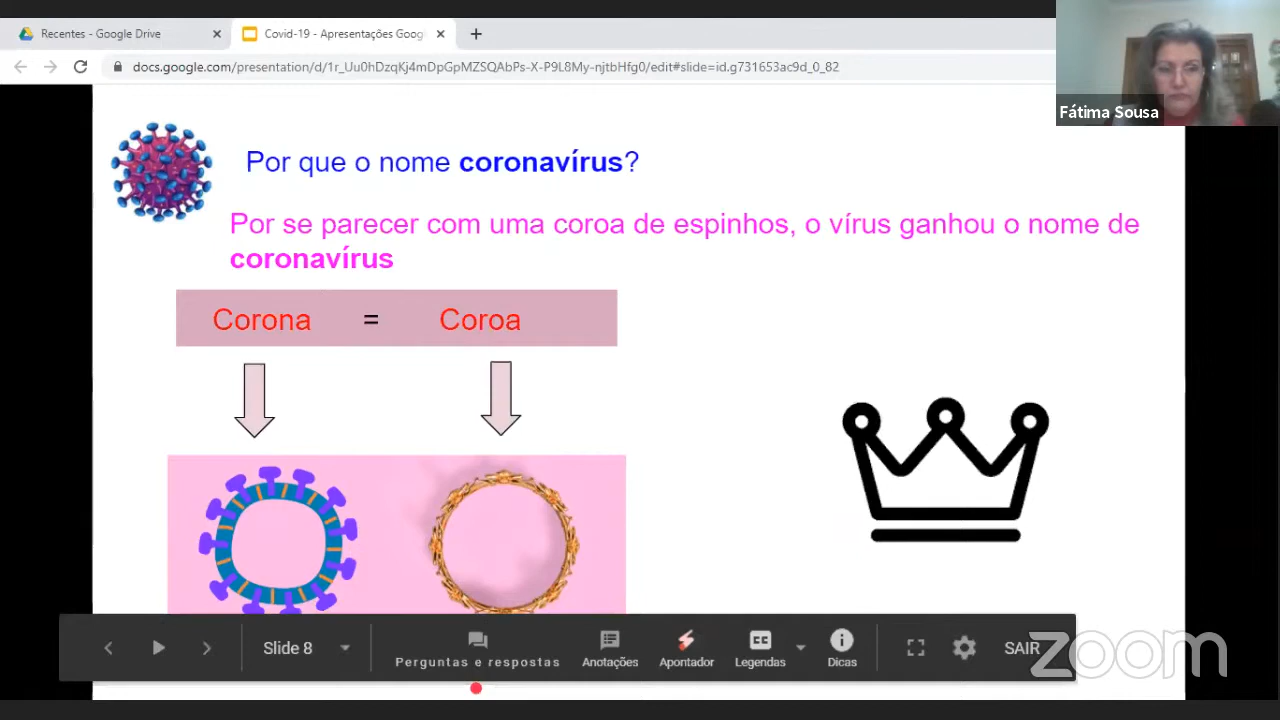 Recentes - Google Drive
Covid-19 - Apresentações Goog
docs.google.com/presentation/d/1r_Uu0hDzqKj4mDpGpMZSQAbPs-X-P9L8My-njtbHfg0/edit#slide=id.g731653ac9d_0_82
Fátima Sousa
Por que o nome coronavírus?
Por se parecer com uma coroa de espinhos, o vírus ganhou o nome de
coronavírus
Corona = Coroa
Slide 8
Perguntas e respostas
Anotações
Apontador
CC
Legendas
Dicas
SAIR
zoom